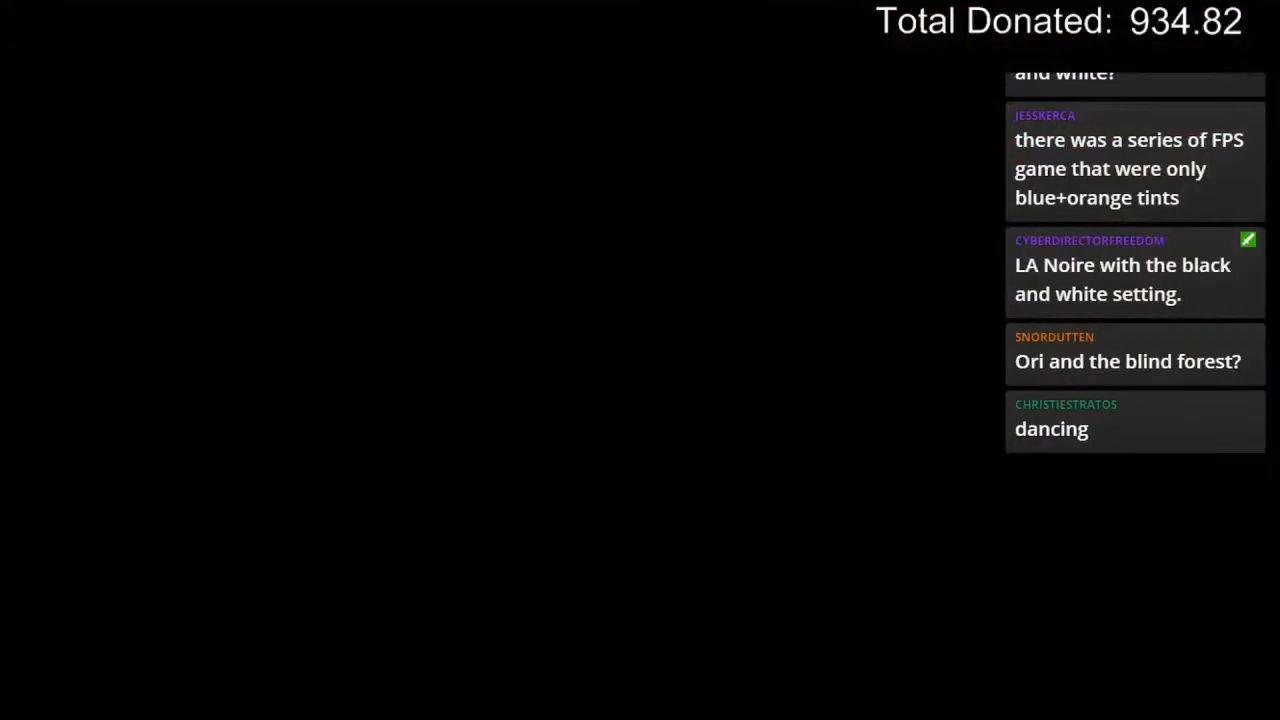 Total Donated: 934.82
and white?
JESSKERCA
there was a series of FPS
game that were only
blue+orange tints
CYBERDIRECTORFREEDOM
LA Noire with the black
and white setting.
SNORDUTTEN
Ori and the blind forest?
CHRISTIESTRATOS
dancing